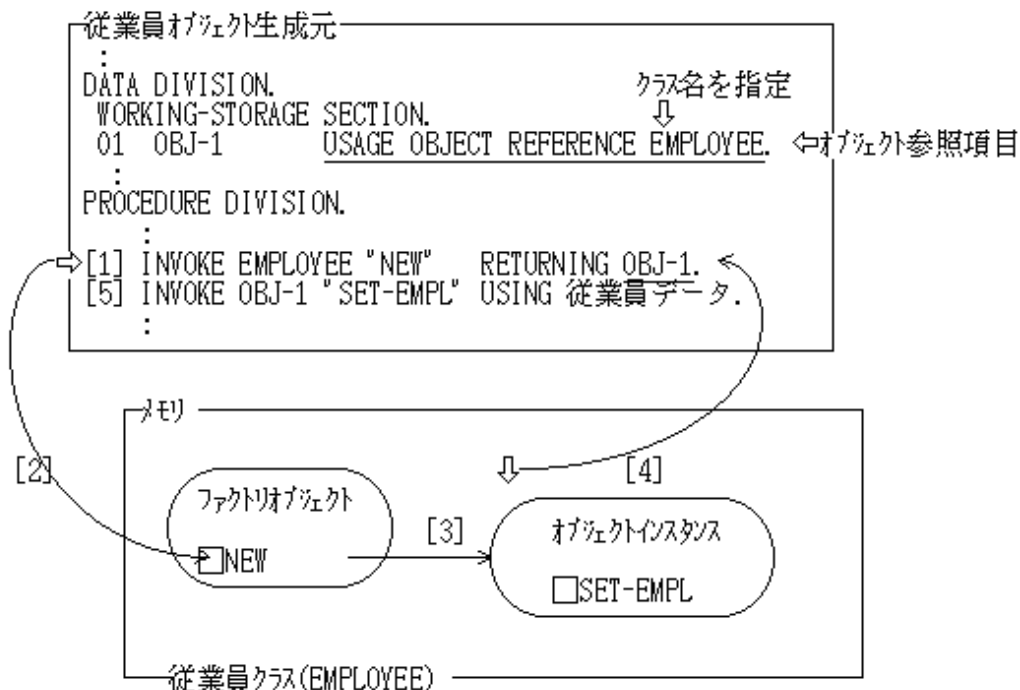 従業員ｵﾌﾞｼﾞｪｸﾄ生成元
:
DATA DIVISION.
ｸﾗｽ名を指定
⇩
WORKING-STORAGE SECTION.
01 OBJ-1 USAGE OBJECT REFERENCE EMPLOYEE. ⇦ｵﾌﾞｼﾞｪｸﾄ参照項目
:
PROCEDURE DIVISION.
:
⇨[1] INVOKE EMPLOYEE "NEW" RETURNING OBJ-1.
[5] INVOKE OBJ-1 "SET-EMPL" USING 従業員データ.
:
ﾒﾓﾘ
[2]
⇩
[4]
ﾌｧｸﾄﾘｵﾌﾞｼﾞｪｸﾄ
[3]
ｵﾌﾞｼﾞｪｸﾄｲﾝｽﾀﾝｽ
□NEW
□SET-EMPL
従業員ｸﾗｽ(EMPLOYEE)